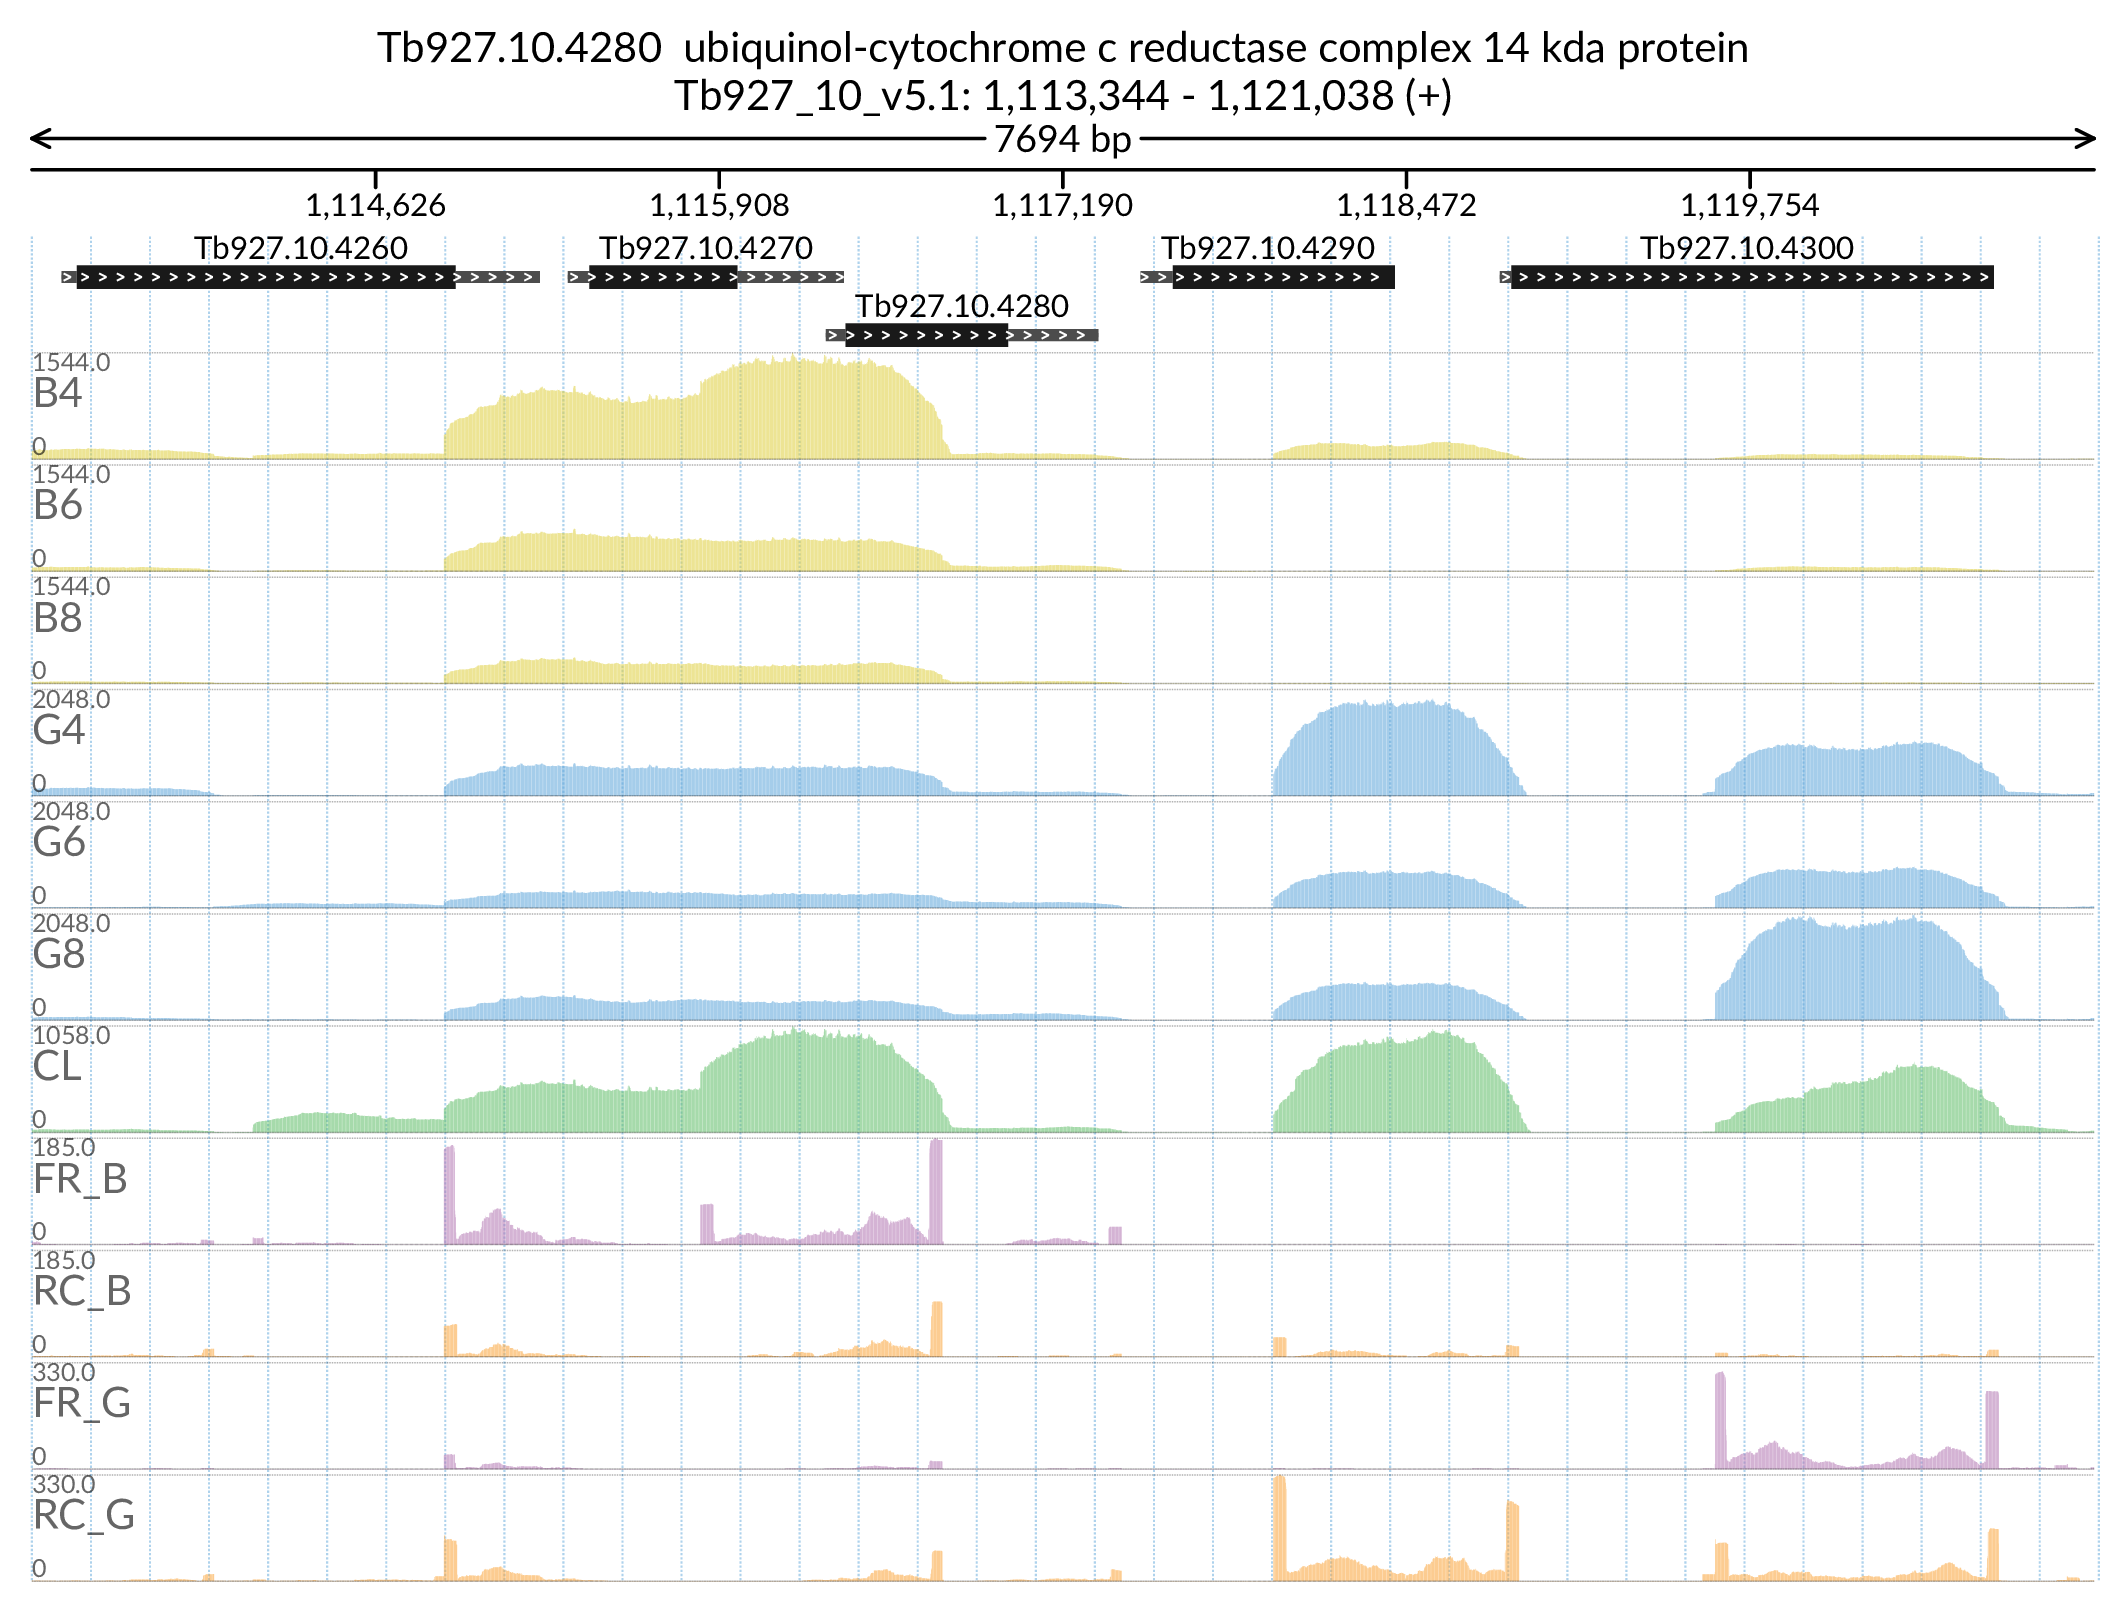 Tb927.10.4280  ubiquinol-cytochrome c reductase complex 14 kda protein
Tb927_10_v5.1: 1,113,344 - 1,121,038 (+)
7694 bp
1,114,626 1,115,908 1,117,190 1,118,472 1,119,754
Tb927.10.4260 Tb927.10.4270 Tb927.10.4290 Tb927.10.4300
Tb927.10.4280
1544.0
B4
0
1544.0
B6
0
1544.0
B8
0
2048.0
G4
0
2048.0
G6
0
2048.0
G8
0
1058.0
CL
0
185.0
FR_B
0
185.0
RC_B
0
330.0
FR_G
0
330.0
RC_G
0